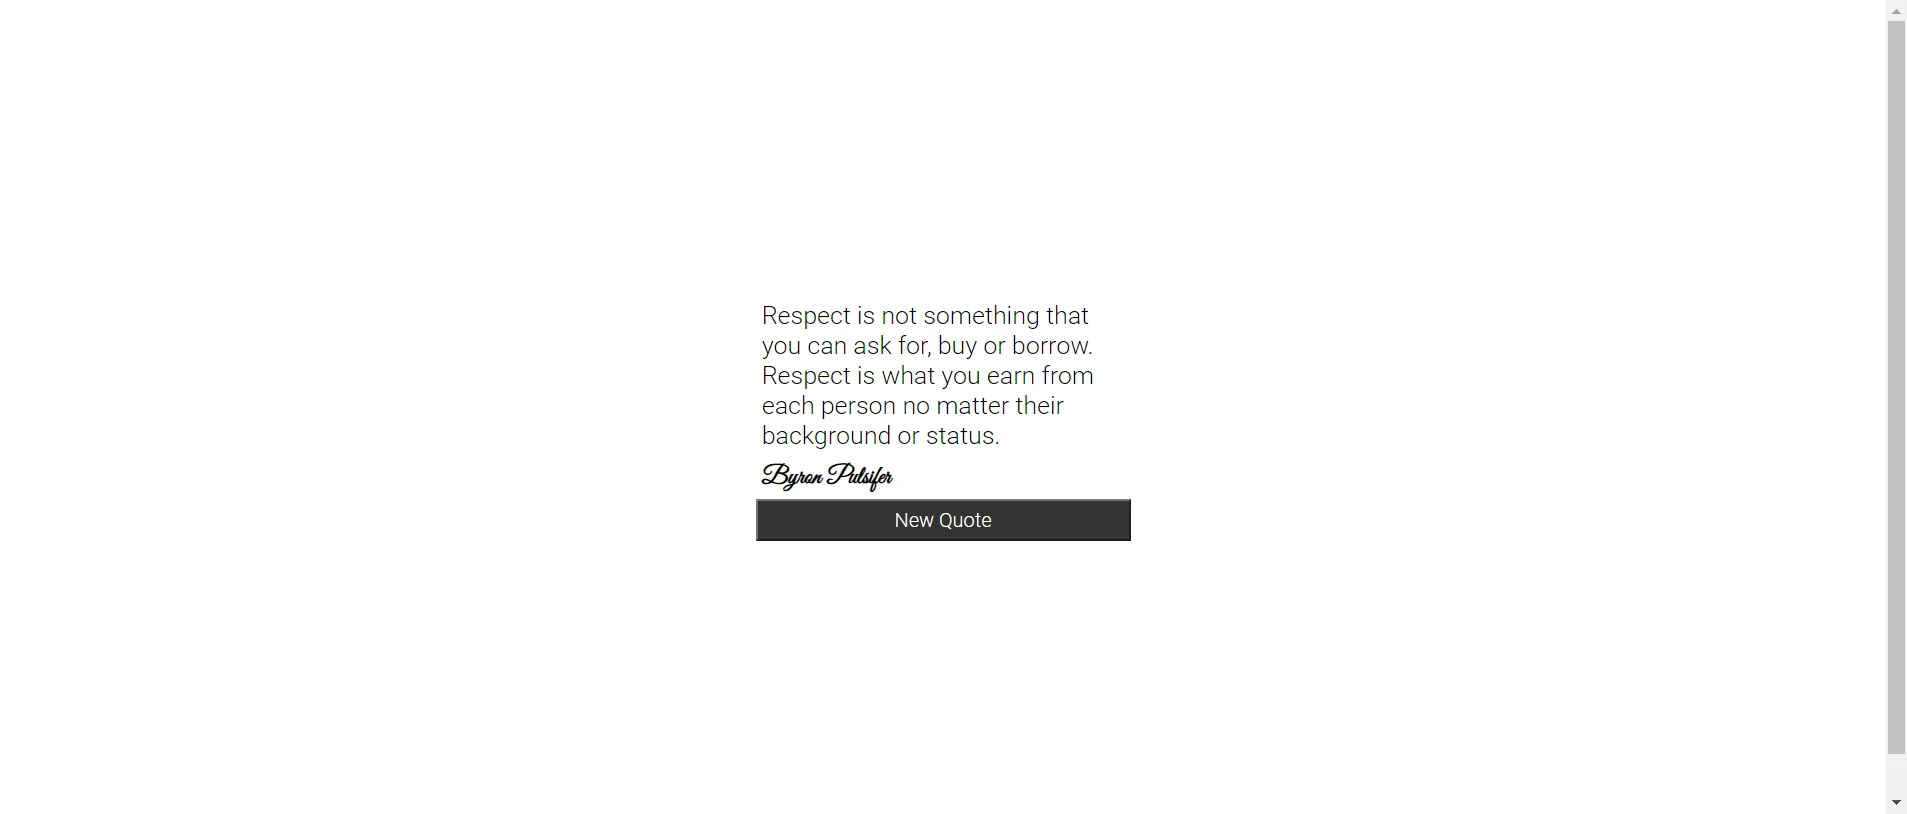 Respect is not something that
you can ask for, buy or borrow.
Respect is what you earn from
each person no matter their
background or status.
Byron Pulsifer
New Quote